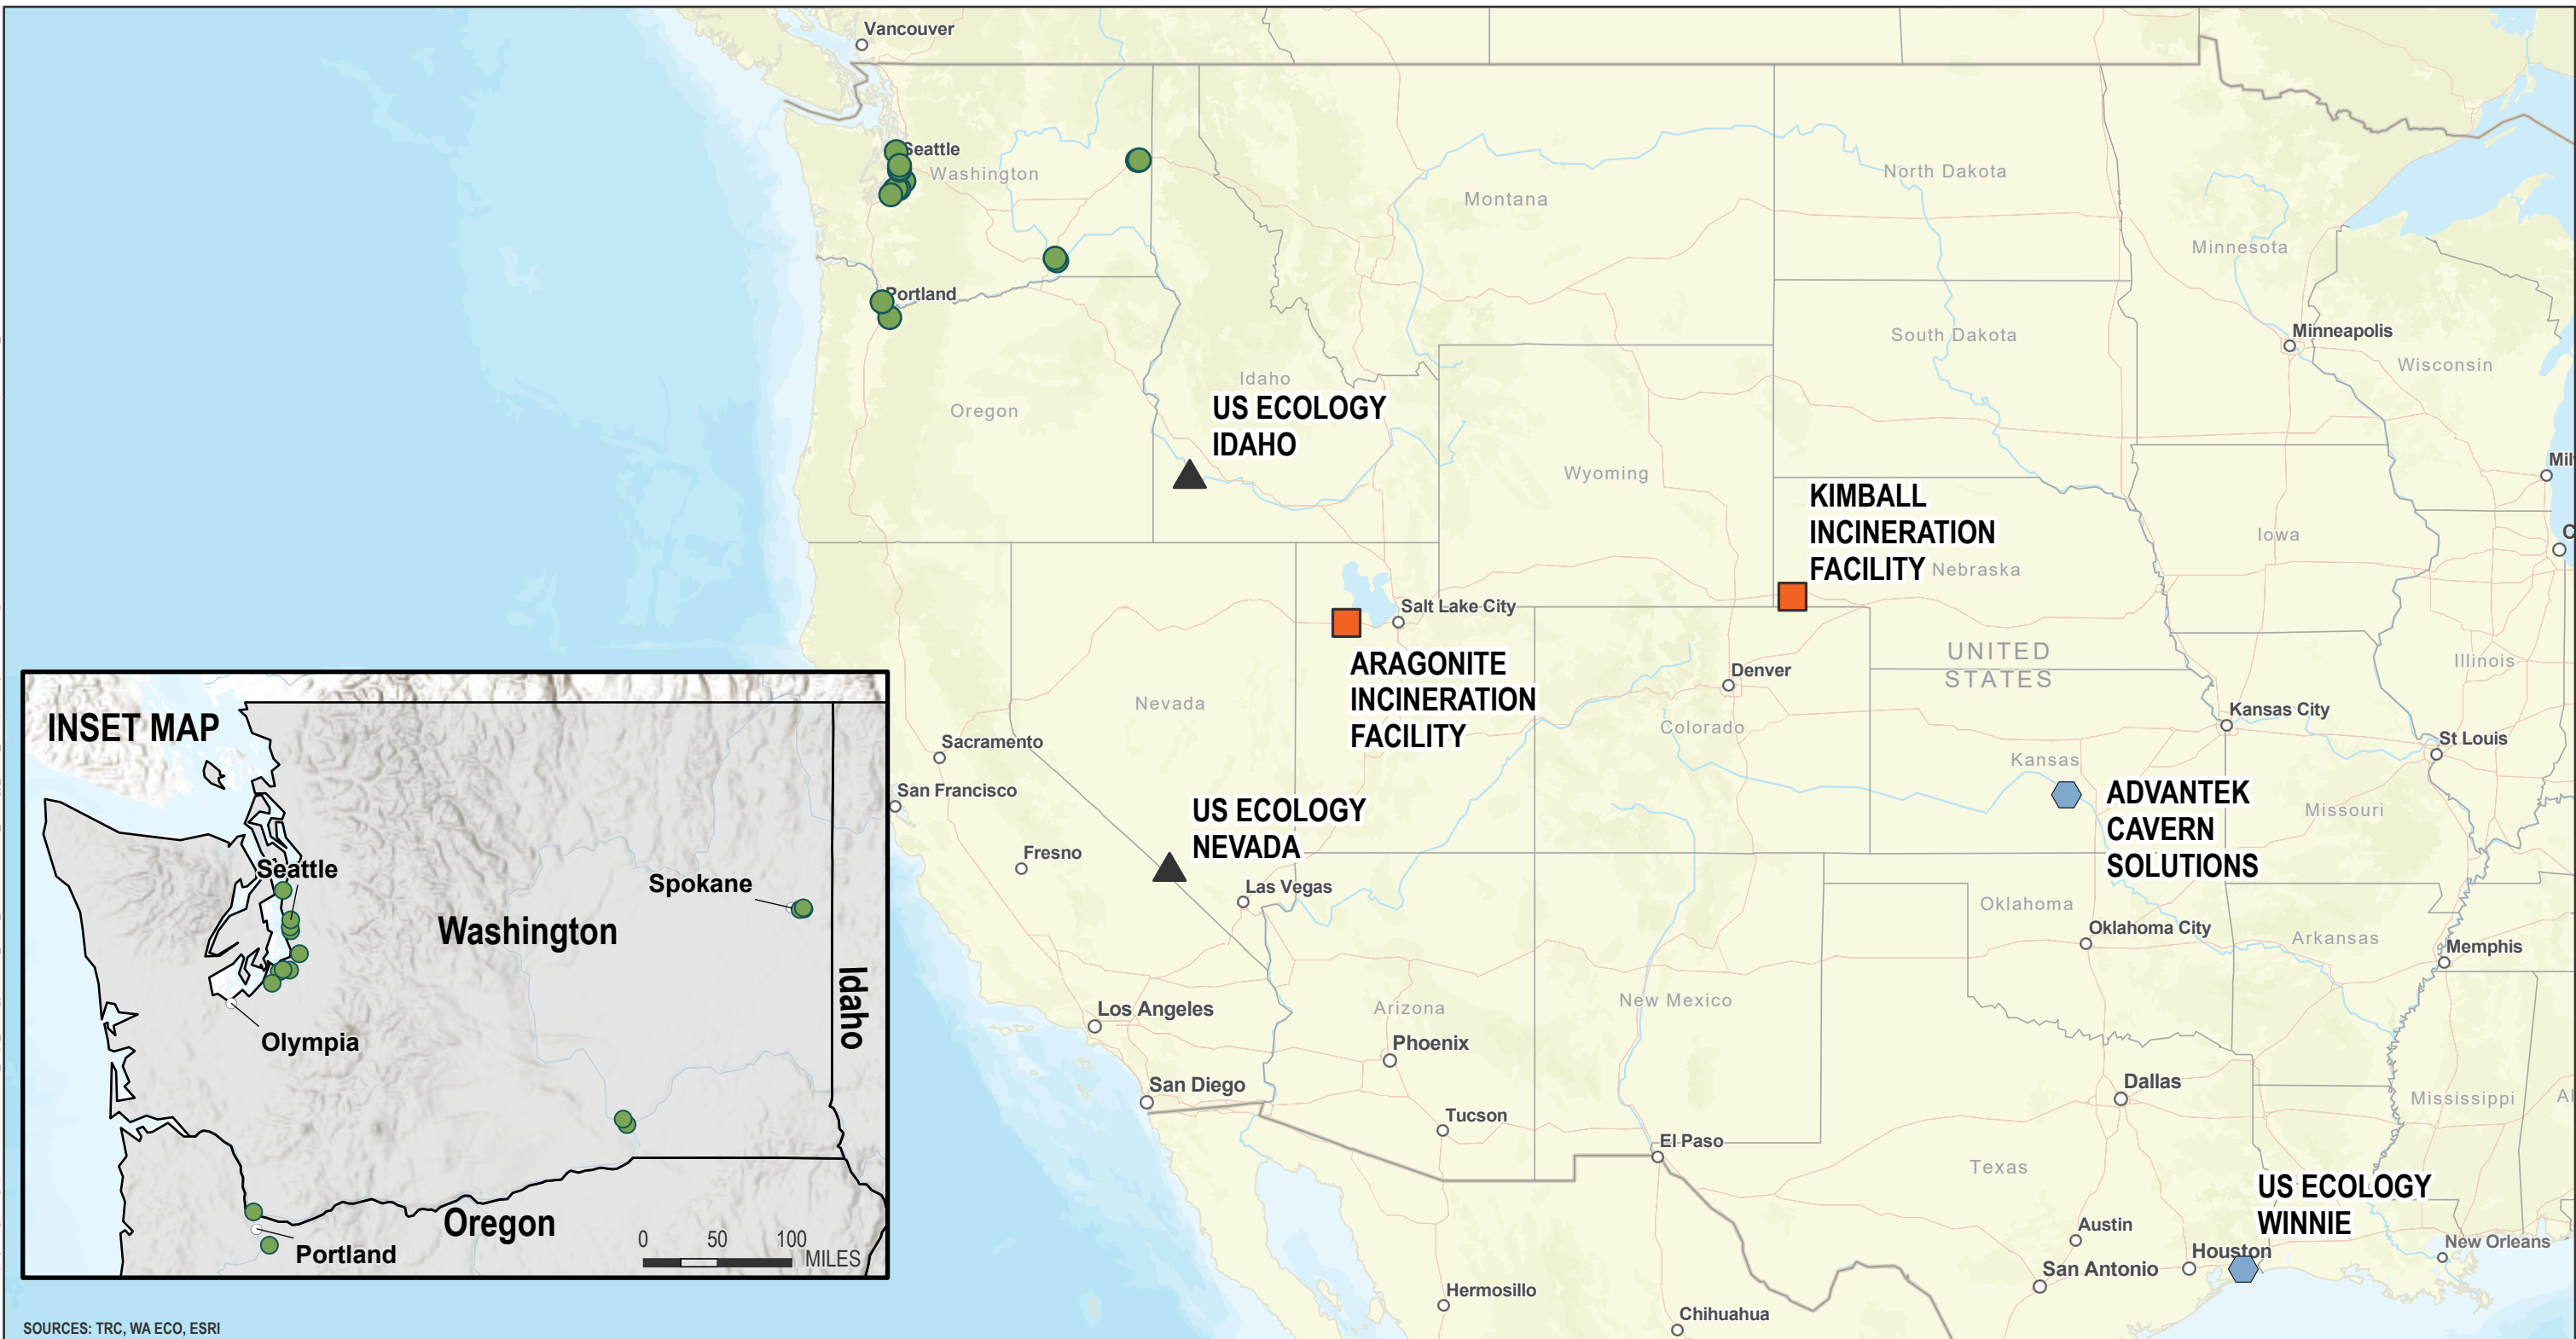 Vancouver
Seattle
Washington
Portland
Oregon
Idaho
Montana
North Dakota
South Dakota
Minnesota
Minneapolis
Wisconsin
Wyoming
Nebraska
Iowa
Illinois
US ECOLOGY
IDAHO
KIMBALL
INCINERATION
FACILITY
Salt Lake City
ARAGONITE
INCINERATION
FACILITY
Nevada
Denver
Colorado
UNITED
STATES
Kansas City
St Louis
Kansas
Missouri
ADVANTEK
CAVERN
SOLUTIONS
Sacramento
San Francisco
Fresno
US ECOLOGY
NEVADA
Las Vegas
Oklahoma
Oklahoma City
Arkansas
Memphis
Los Angeles
Arizona
New Mexico
Phoenix
San Diego
Tucson
El Paso
Dallas
Mississippi
Texas
Austin
San Antonio
Houston
US ECOLOGY
WINNIE
New Orleans
Hermosillo
Chihuahua
INSET MAP
Seattle
Spokane
Washington
Idaho
Olympia
Oregon
Portland
0 50 100
MILES
SOURCES: TRC, WA ECO, ESRI